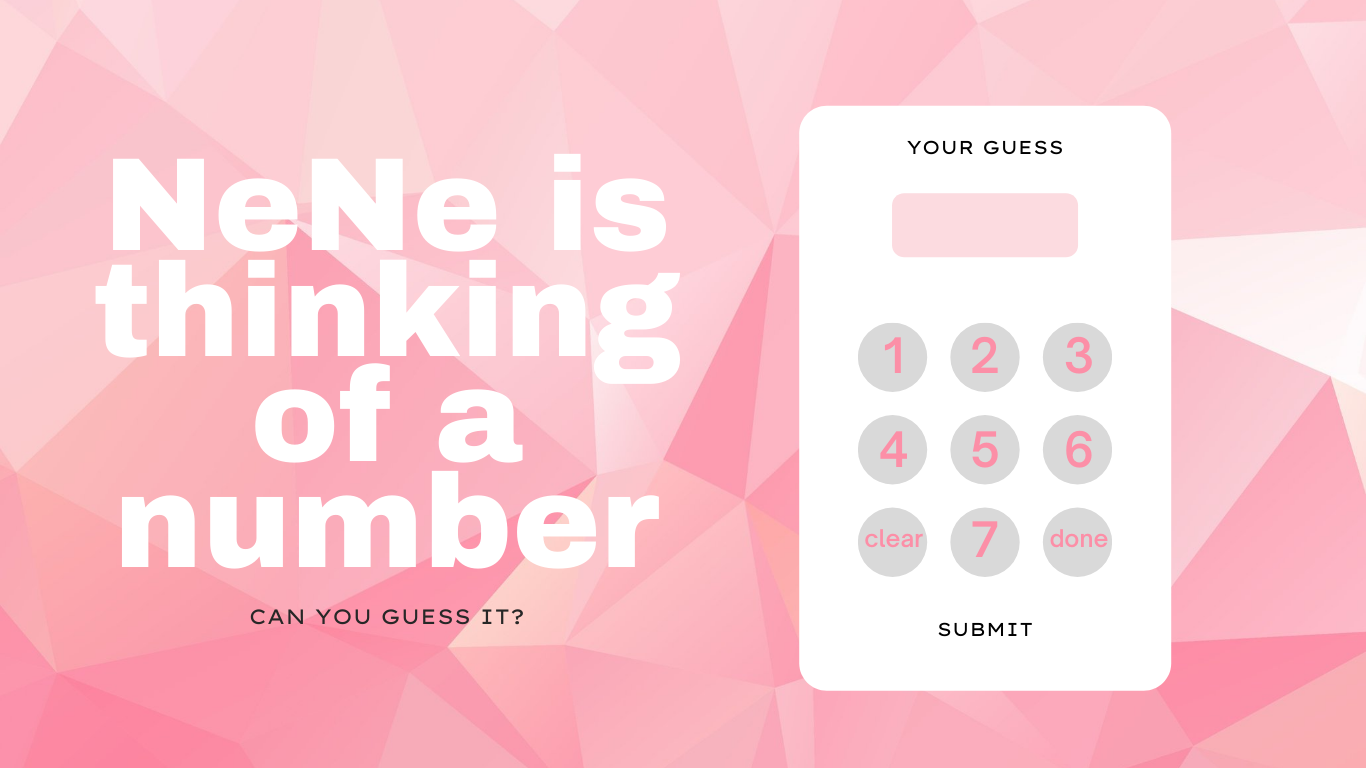 NeNe is
thinking
of a
number
CAN YOU GUESS IT?
YOUR GUESS
1 2 3
4 5 6
clear 7 done
SUBMIT